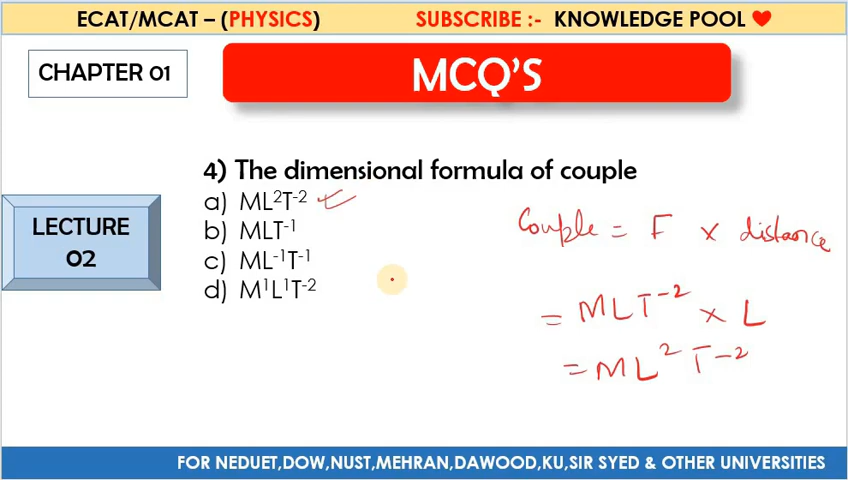 ECAT/MCAT – (PHYSICS) SUBSCRIBE :- KNOWLEDGE POOL ❤
CHAPTER 01
MCQ'S
4) The dimensional formula of couple
a) ML²T⁻²
b) MLT⁻¹
c) ML⁻¹T⁻¹
d) M¹L¹T⁻²
LECTURE
02
Couple = F × distance
= MLT⁻² × L
= ML² T⁻²
FOR NEDUET,DOW,NUST,MEHRAN,DAWOOD,KU,SIR SYED & OTHER UNIVERSITIES